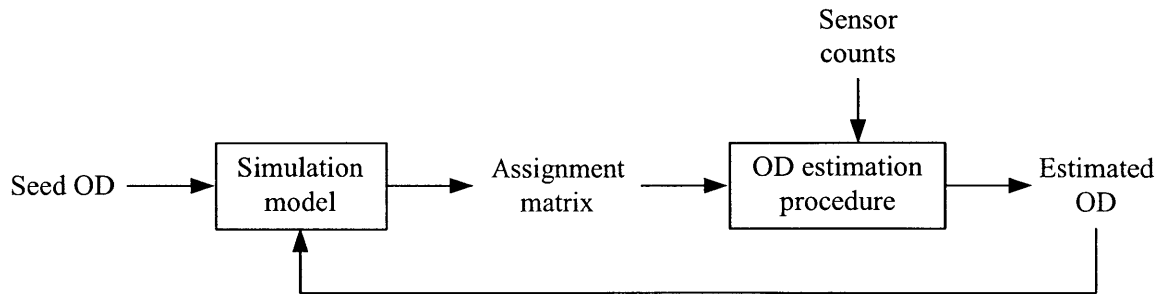 Sensor
counts
Seed OD
Simulation
model
Assignment
matrix
OD estimation
procedure
Estimated
OD